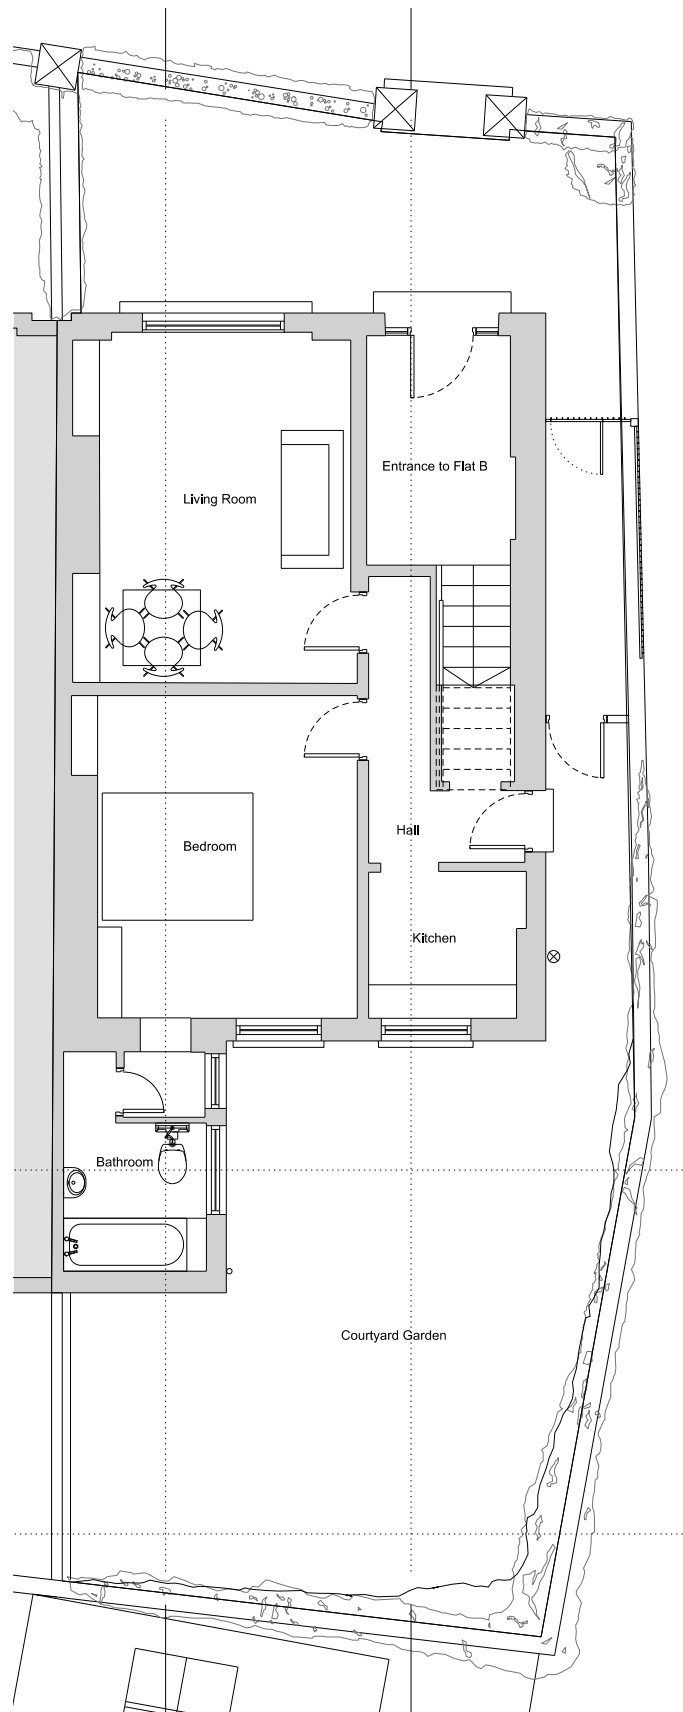 Entrance to Flat B
Living Room
Hall
Bedroom
Kitchen
Bathroom
Courtyard Garden